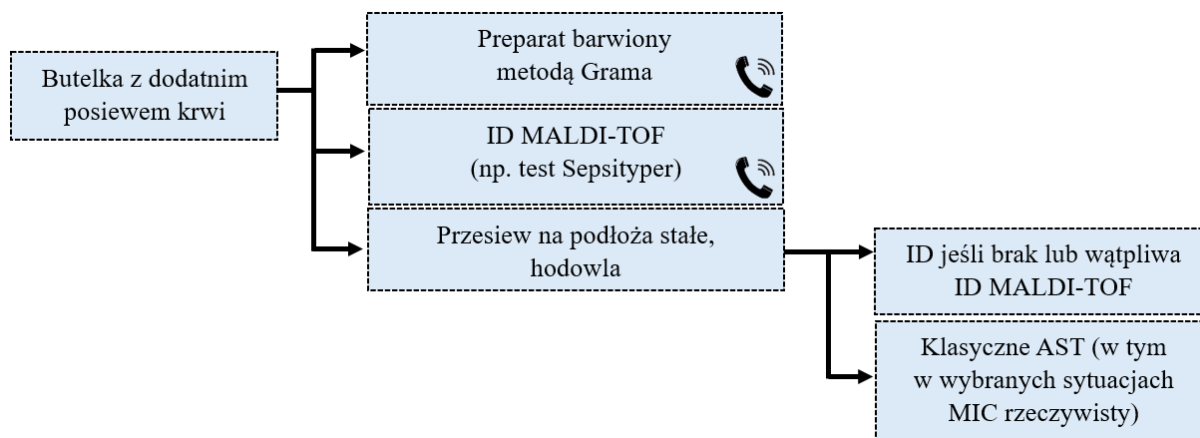 Butelka z dodatnim
posiewem krwi
Preparat barwiony
metodą Grama
ID MALDI-TOF
(np. test Sepsityper)
Przesiew na podłoża stałe,
hodowla
ID jeśli brak lub wątpliwa
ID MALDI-TOF
Klasyczne AST (w tym
w wybranych sytuacjach
MIC rzeczywisty)